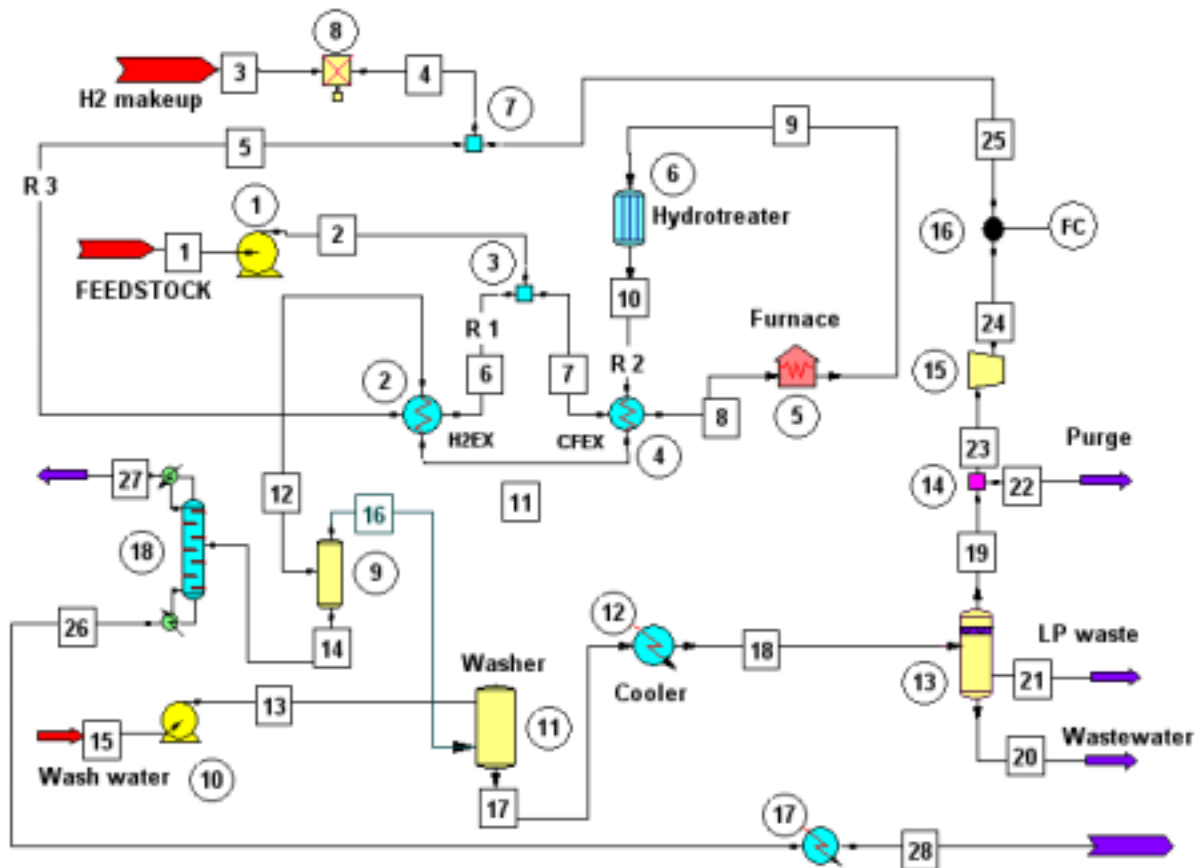 8
3
4
H2 makeup
7
5
9
25
R 3
6
Hydrotreater
1
2
16
FC
1
3
FEEDSTOCK
10
24
Furnace
R 1
R 2
15
2
6
7
8
5
H2EX
CFEX
4
23
Purge
27
12
11
14
22
16
18
9
19
26
12
14
18
LP waste
Washer
13
21
Cooler
13
11
15
20
Wastewater
Wash water
10
17
17
28